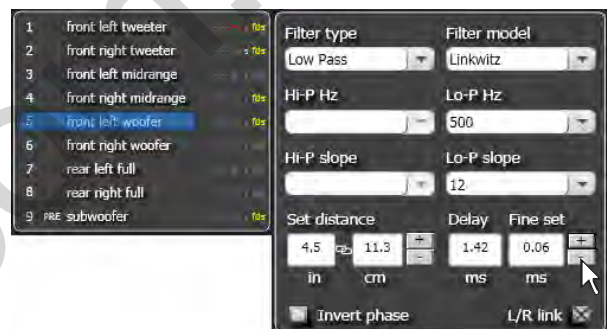 1 front left tweeter fds
2 front right tweeter s fds
3 front left midrange
4 front right midrange fds
5 front left woofer fds
6 front right woofer
7 rear left full
8 rear right full
9 PRE subwoofer fds
Filter type Filter model
Low Pass Linkwitz
Hi-P Hz Lo-P Hz
500
Hi-P slope Lo-P slope
12
Set distance Delay Fine set
4.5 11.3 + - 1.42 0.06 + -
in cm ms ms
Invert phase L/R link